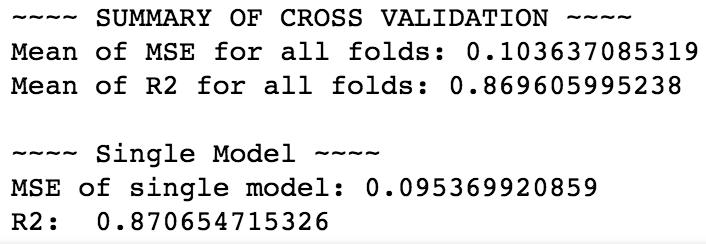 ~~~~ SUMMARY OF CROSS VALIDATION ~~~~
Mean of MSE for all folds: 0.103637085319
Mean of R2 for all folds: 0.869605995238
~~~~ Single Model ~~~~
MSE of single model: 0.095369920859
R2:  0.870654715326